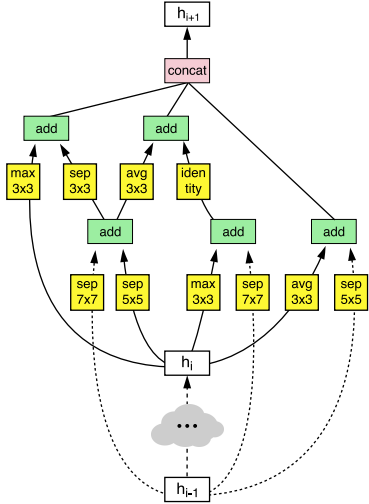 h_{i+1}
concat
add
add
max
3x3
sep
3x3
avg
3x3
iden
tity
add
add
add
sep
7x7
sep
5x5
max
3x3
sep
7x7
avg
3x3
sep
5x5
h_i
...
h_{i-1}